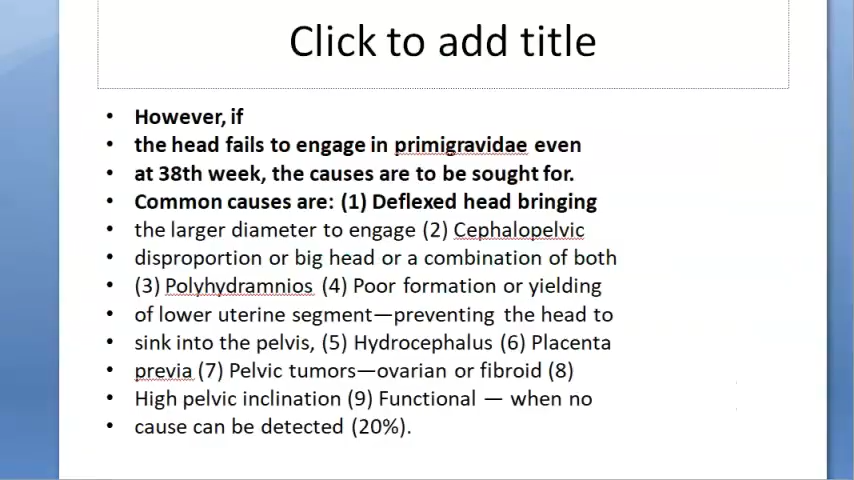 Click to add title
• However, if
• the head fails to engage in primigravidae even
• at 38th week, the causes are to be sought for.
• Common causes are: (1) Deflexed head bringing
• the larger diameter to engage (2) Cephalopelvic
• disproportion or big head or a combination of both
• (3) Polyhydramnios (4) Poor formation or yielding
• of lower uterine segment—preventing the head to
• sink into the pelvis, (5) Hydrocephalus (6) Placenta
• previa (7) Pelvic tumors—ovarian or fibroid (8)
• High pelvic inclination (9) Functional — when no
• cause can be detected (20%).